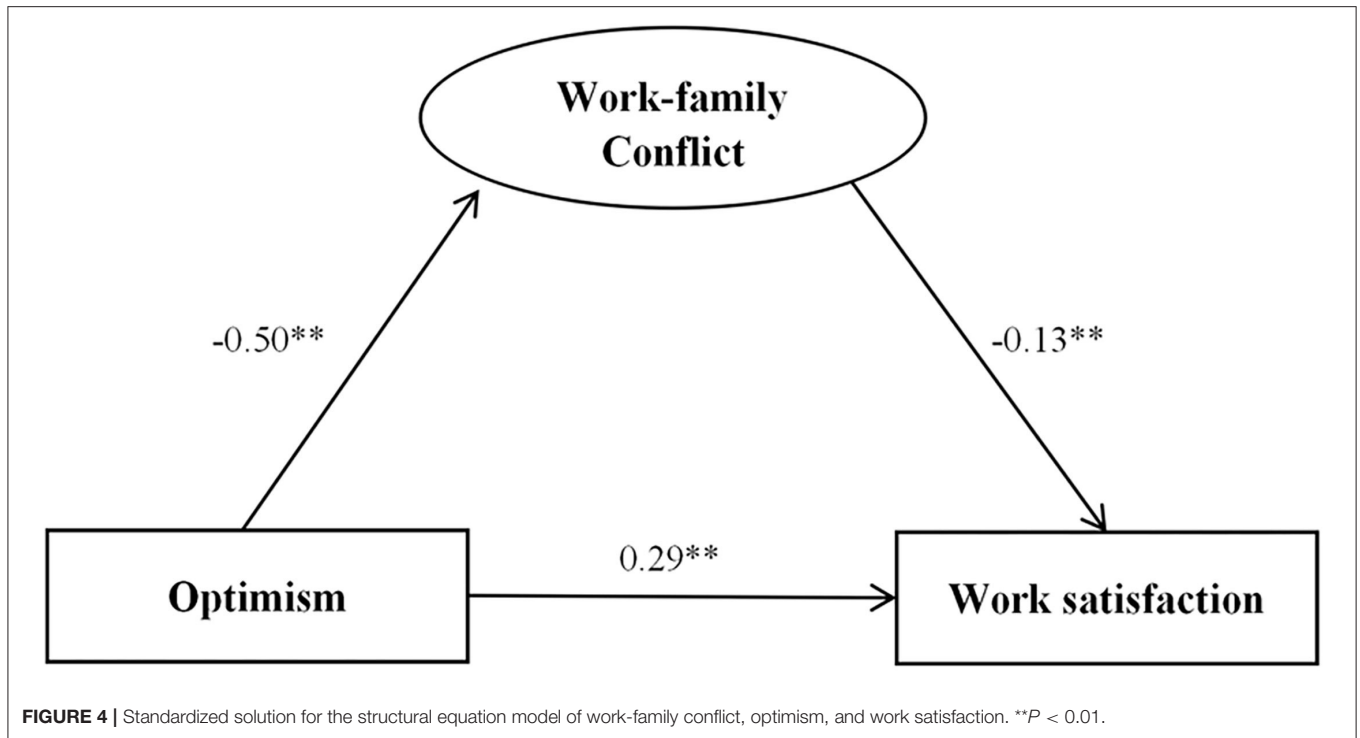 Work-family
Conflict
-0.50**
-0.13**
0.29**
Optimism
Work satisfaction
FIGURE 4 | Standardized solution for the structural equation model of work-family conflict, optimism, and work satisfaction. **P < 0.01.